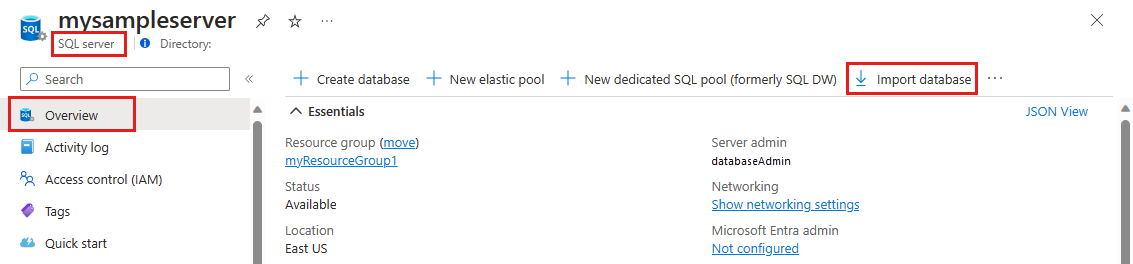 mysampleserver
SQL server
Directory:
Search
Overview
Activity log
Access control (IAM)
Tags
Quick start
Create database
New elastic pool
New dedicated SQL pool (formerly SQL DW)
Import database
Essentials
JSON View
Resource group (move)
myResourceGroup1
Status
Available
Location
East US
Server admin
databaseAdmin
Networking
Show networking settings
Microsoft Entra admin
Not configured